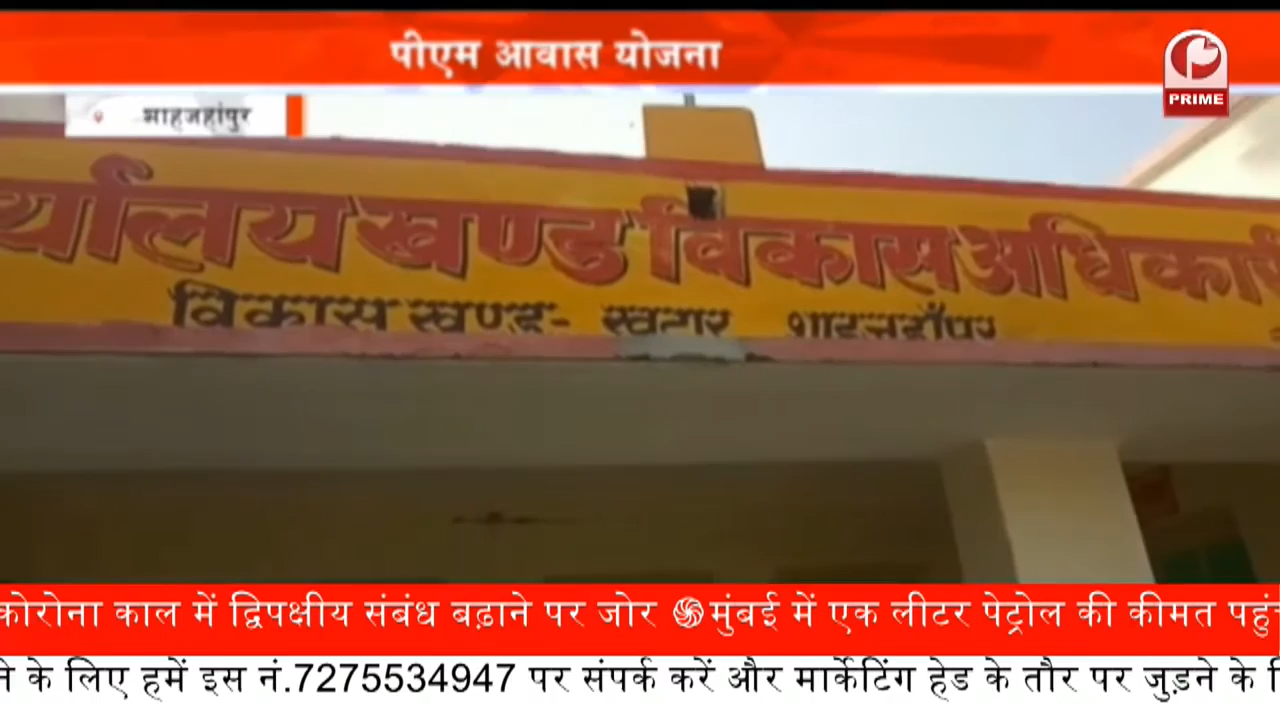 पीएम आवास योजना
PRIME
शाहजहांपुर
र्यालय खण्ड विकास अधिकारी
विकास खण्ड- खुटार शाहजहाँपुर
कोरोना काल में द्विपक्षीय संबंध बढ़ाने पर जोर मुंबई में एक लीटर पेट्रोल की कीमत पहुं
ने के लिए हमें इस नं.7275534947 पर संपर्क करें और मार्केटिंग हेड के तौर पर जुड़ने के लि